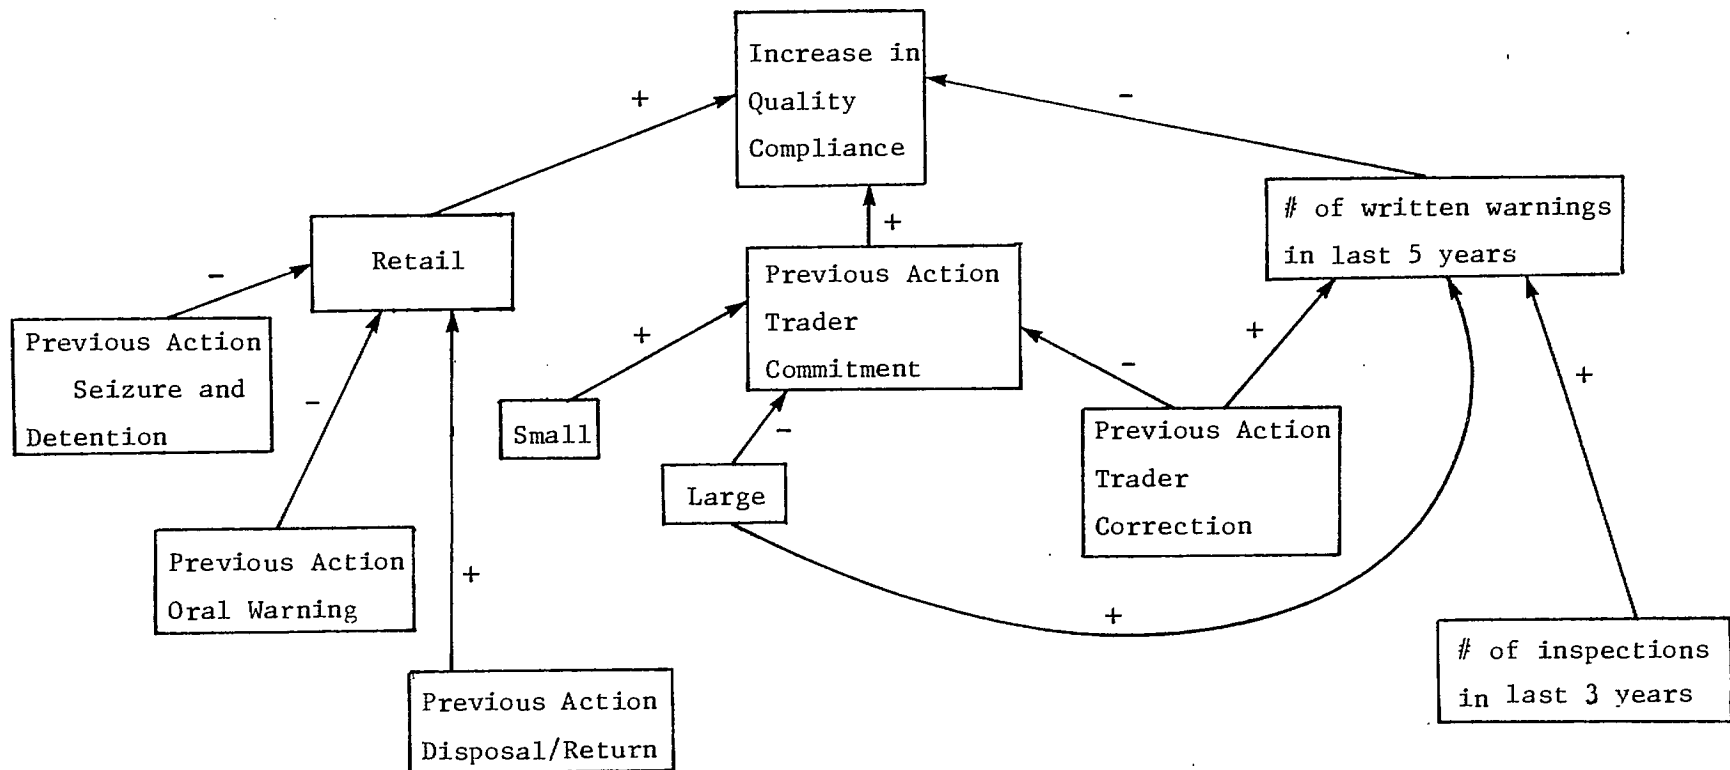 Increase in
Quality
Compliance
+
-
+
# of written warnings
in last 5 years
Retail
-
Previous Action
Trader
Commitment
+
-
+
-
+
Previous Action
Seizure and
Detention
-
Small
Large
Previous Action
Trader
Correction
Previous Action
Oral Warning
+
+
# of inspections
in last 3 years
Previous Action
Disposal/Return